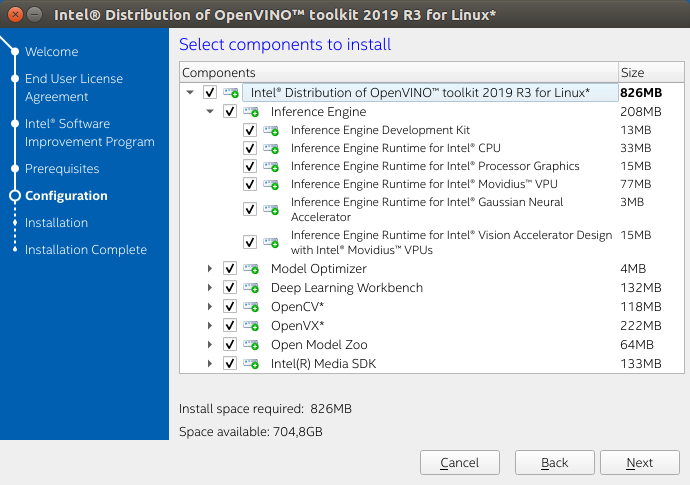 Intel® Distribution of OpenVINO™ toolkit 2019 R3 for Linux*
Welcome
End User License
Agreement
Intel® Software
Improvement Program
Prerequisites
Configuration
Installation
Installation Complete
Select components to install
Components Size
Intel® Distribution of OpenVINO™ toolkit 2019 R3 for Linux* 826MB
Inference Engine 208MB
Inference Engine Development Kit 13MB
Inference Engine Runtime for Intel® CPU 33MB
Inference Engine Runtime for Intel® Processor Graphics 15MB
Inference Engine Runtime for Intel® Movidius™ VPU 77MB
Inference Engine Runtime for Intel® Gaussian Neural 3MB
Accelerator
Inference Engine Runtime for Intel® Vision Accelerator Design 15MB
with Intel® Movidius™ VPUs
Model Optimizer 4MB
Deep Learning Workbench 132MB
OpenCV* 118MB
OpenVX* 222MB
Open Model Zoo 64MB
Intel(R) Media SDK 133MB
Install space required: 826MB
Space available: 704,8GB
Cancel Back Next